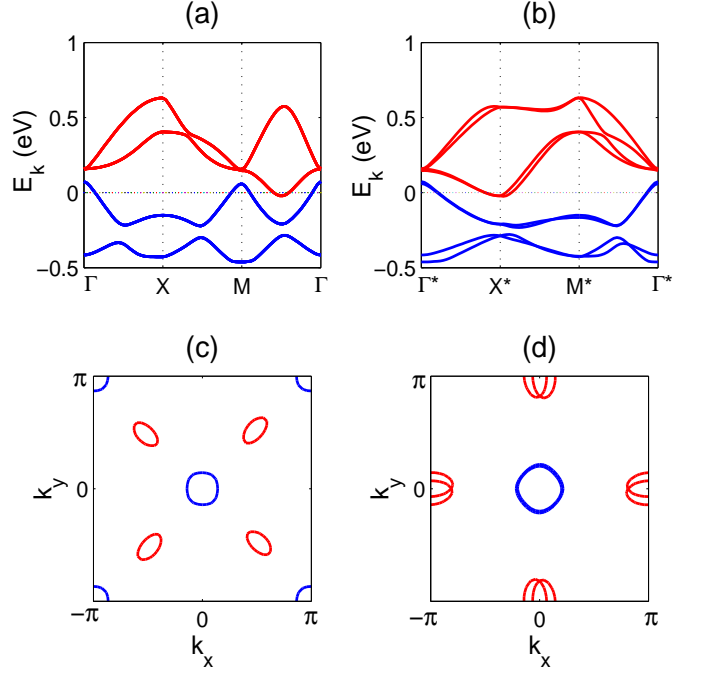 (a) (b)
1 1
0.5 0.5
0 0
−0.5 −0.5
E_k (eV) E_k (eV)
Γ X M Γ Γ* X* M* Γ*
(c) (d)
π π
0 0
k_y k_y
−π 0 π −π 0 π
k_x k_x